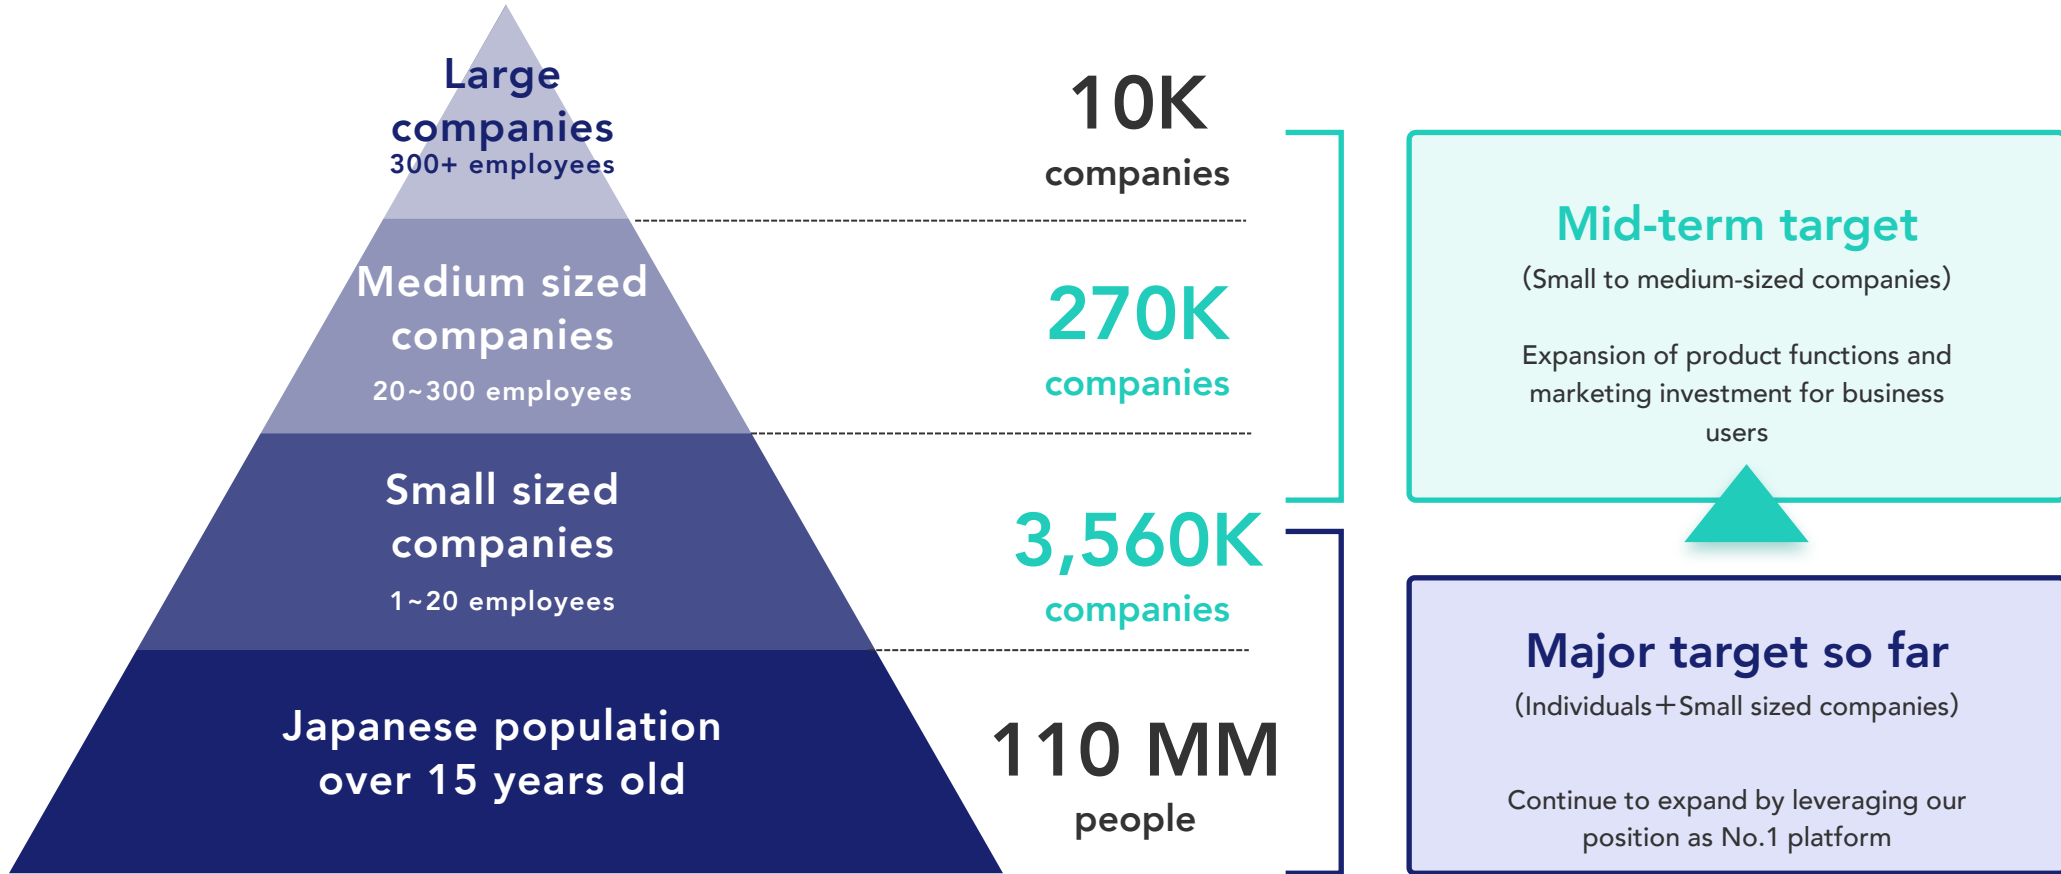 Large
companies
300+ employees
10K
companies
Medium sized
companies
20~300 employees
270K
companies
Small sized
companies
1~20 employees
3,560K
companies
Japanese population
over 15 years old
110 MM
people
Mid-term target
(Small to medium-sized companies)
Expansion of product functions and
marketing investment for business
users
Major target so far
(Individuals+Small sized companies)
Continue to expand by leveraging our
position as No.1 platform